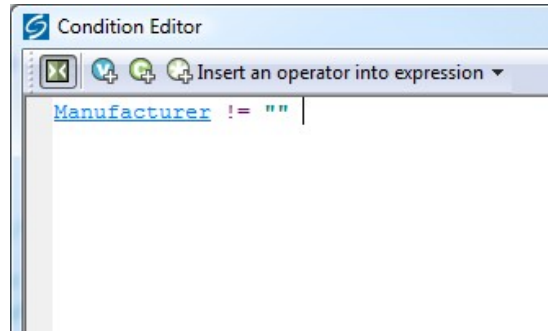 Condition Editor
Insert an operator into expression
Manufacturer != ""